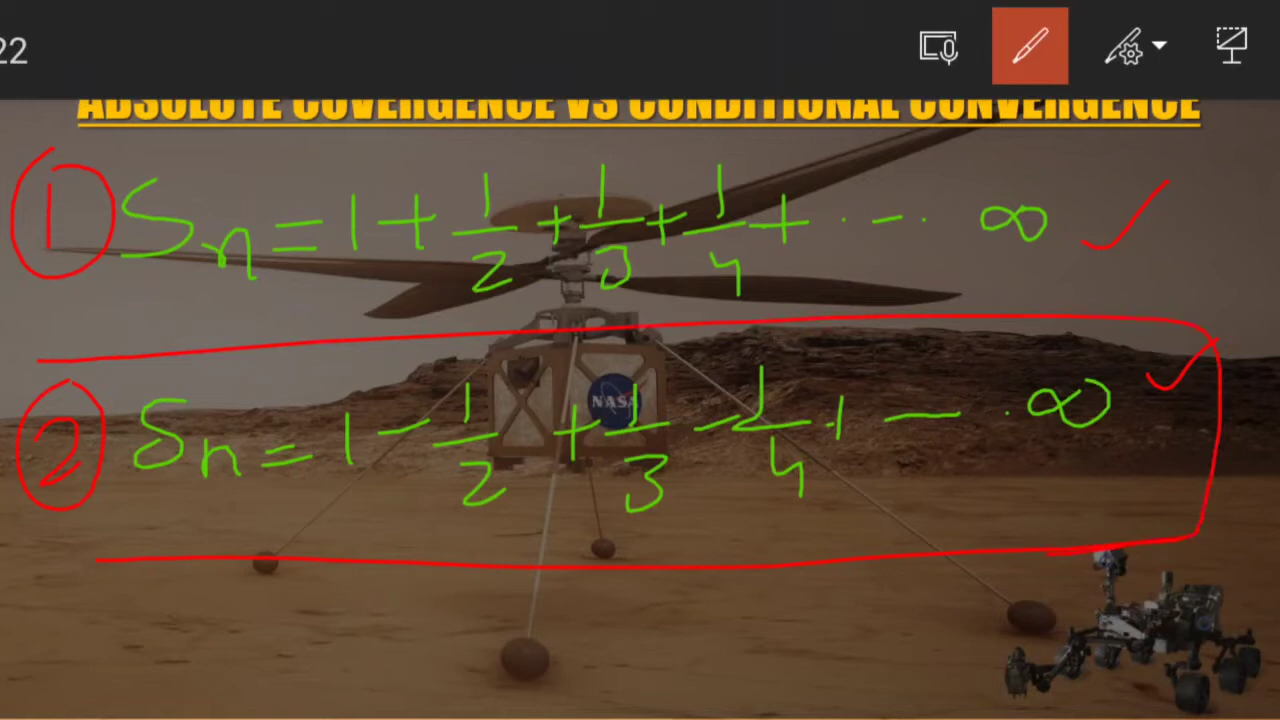 22
ABSOLUTE COVERGENCE VS CONDITIONAL CONVERGENCE
1 Sn = 1 + 1/2 + 1/3 + 1/4 + ..... ∞
2 Sn = 1 - 1/2 + 1/3 - 1/4 + - . ∞
NASA